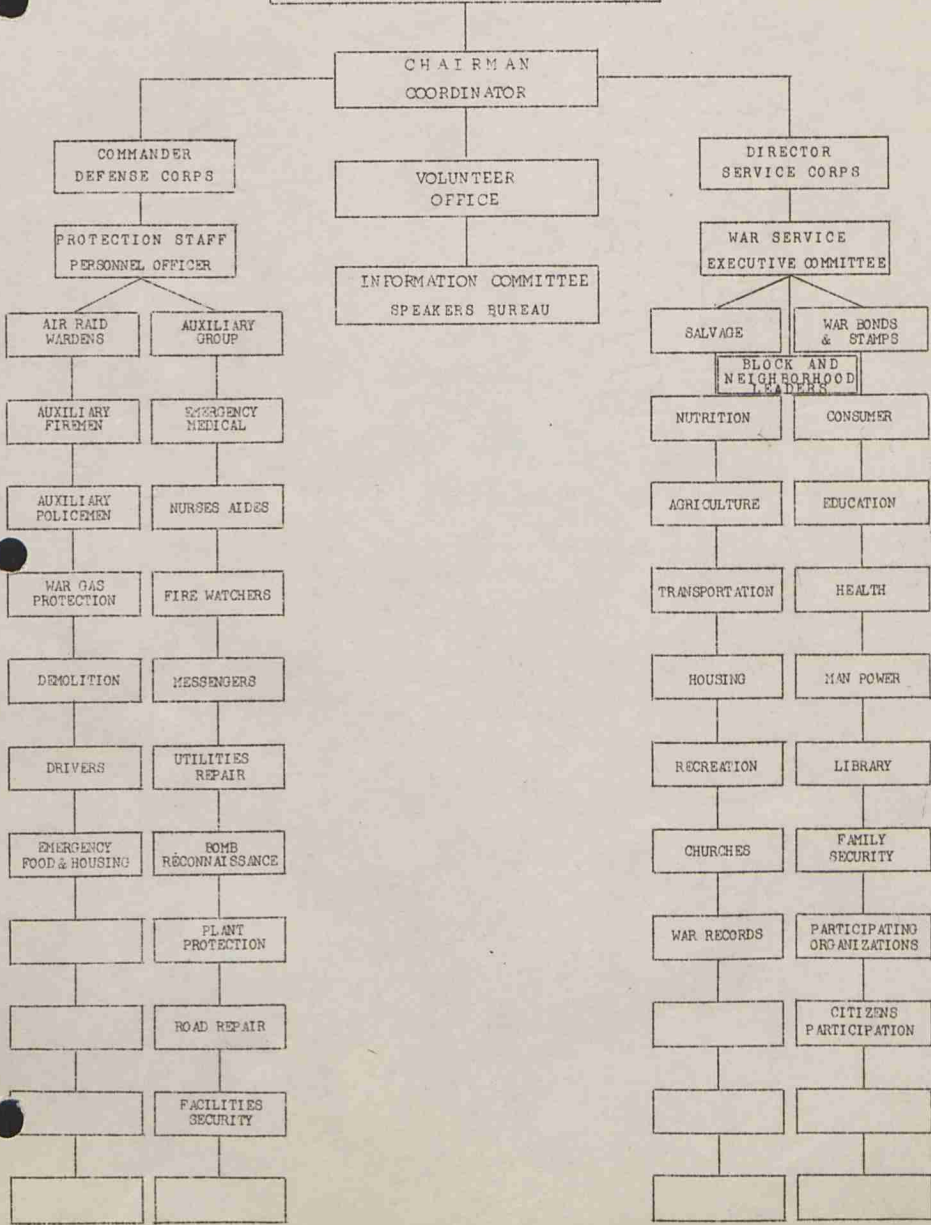 CHAIRMAN
COORDINATOR
COMMANDER
DEFENSE CORPS
VOLUNTEER
OFFICE
DIRECTOR
SERVICE CORPS
PROTECTION STAFF
PERSONNEL OFFICER
INFORMATION COMMITTEE
SPEAKERS BUREAU
WAR SERVICE
EXECUTIVE COMMITTEE
AIR RAID
WARDENS
AUXILIARY
GROUP
AUXILIARY
FIREMEN
EMERGENCY
MEDICAL
AUXILIARY
POLICEMEN
NURSES AIDES
WAR GAS
PROTECTION
FIRE WATCHERS
DEMOLITION
MESSENGERS
DRIVERS
UTILITIES
REPAIR
EMERGENCY
FOOD & HOUSING
BOMB
RECONNAISSANCE
PLANT
PROTECTION
ROAD REPAIR
FACILITIES
SECURITY
SALVAGE
WAR BONDS
& STAMPS
BLOCK AND
NEIGHBORHOOD
LEADERS
NUTRITION
CONSUMER
AGRICULTURE
EDUCATION
TRANSPORTATION
HEALTH
HOUSING
MAN POWER
RECREATION
LIBRARY
CHURCHES
FAMILY
SECURITY
WAR RECORDS
PARTICIPATING
ORGANIZATIONS
CITIZENS
PARTICIPATION